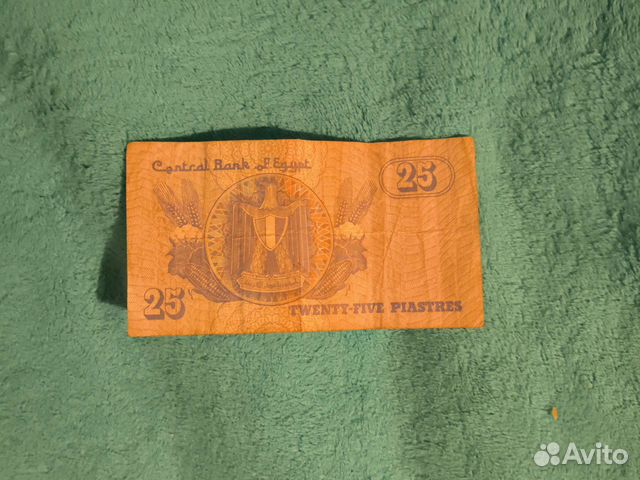 Central Bank of Egypt
25
25
TWENTY-FIVE PIASTRES
Avito